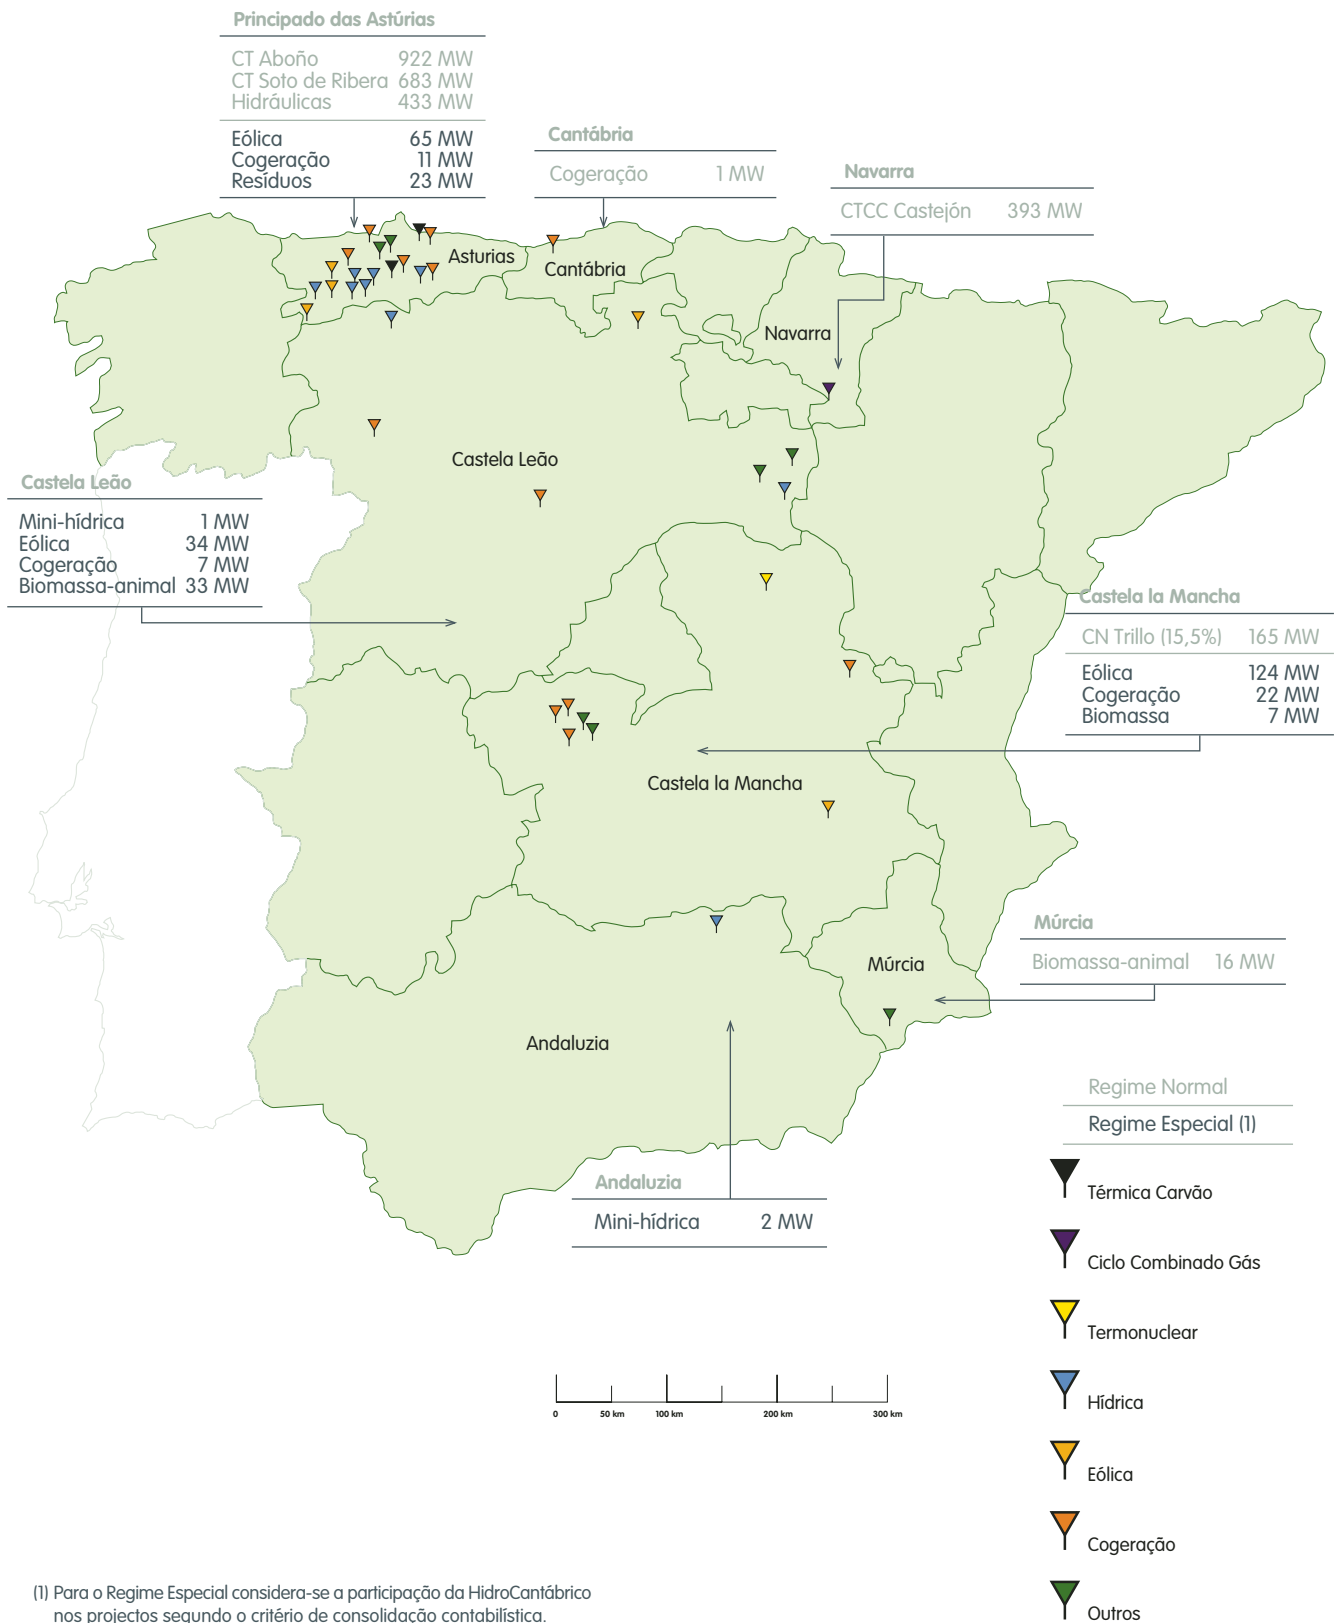 Principado das Astúrias
CT Aboño 922 MW
CT Soto de Ribera 683 MW
Hidráulicas 433 MW
Eólica 65 MW
Cogeração 11 MW
Resíduos 23 MW
Cantábria
Cogeração 1 MW
Navarra
CTCC Castejón 393 MW
Asturias
Cantábria
Navarra
Castela Leão
Castela Leão
Mini-hídrica 1 MW
Eólica 34 MW
Cogeração 7 MW
Biomassa-animal 33 MW
Castela la Mancha
CN Trillo (15,5%) 165 MW
Eólica 124 MW
Cogeração 22 MW
Biomassa 7 MW
Castela la Mancha
Múrcia
Biomassa-animal 16 MW
Múrcia
Andaluzia
Andaluzia
Mini-hídrica 2 MW
Regime Normal
Regime Especial (1)
Térmica Carvão
Ciclo Combinado Gás
Termonuclear
Hídrica
Eólica
Cogeração
Outros
0 50 km 100 km 200 km 300 km
(1) Para o Regime Especial considera-se a participação da HidroCantábrico
nos projectos segundo o critério de consolidação contabilística.